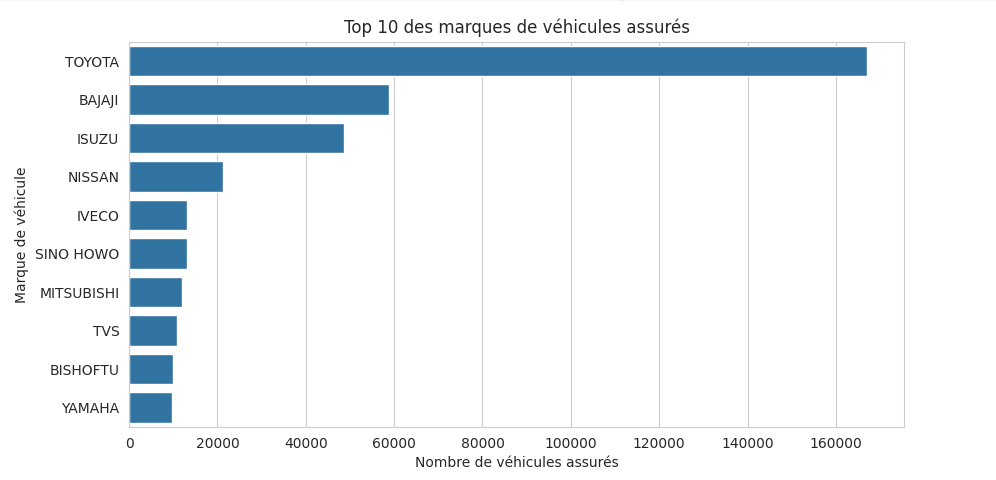 Top 10 des marques de véhicules assurés
Marque de véhicule
TOYOTA
BAJAJI
ISUZU
NISSAN
IVECO
SINO HOWO
MITSUBISHI
TVS
BISHOFTU
YAMAHA
0 20000 40000 60000 80000 100000 120000 140000 160000
Nombre de véhicules assurés